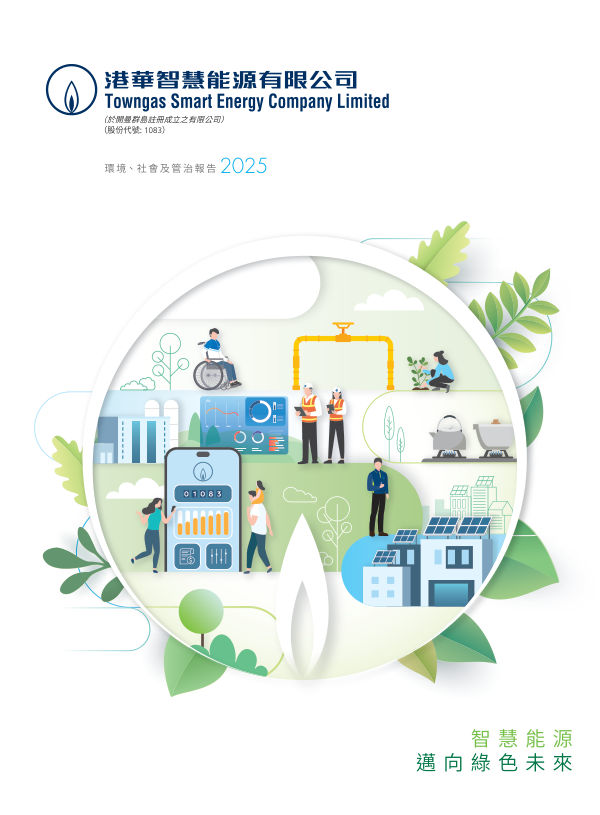 港華智慧能源有限公司
Towngas Smart Energy Company Limited
(於開曼群島註冊成立之有限公司)
(股份代號: 1083)
環境、社會及管治報告 2025
01083
智慧能源
邁向綠色未來